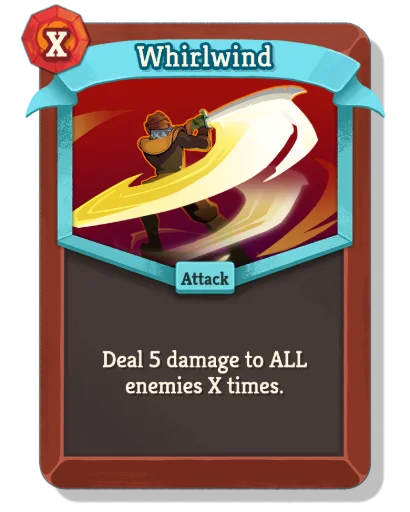 X
Whirlwind
Attack
Deal 5 damage to ALL
enemies X times.